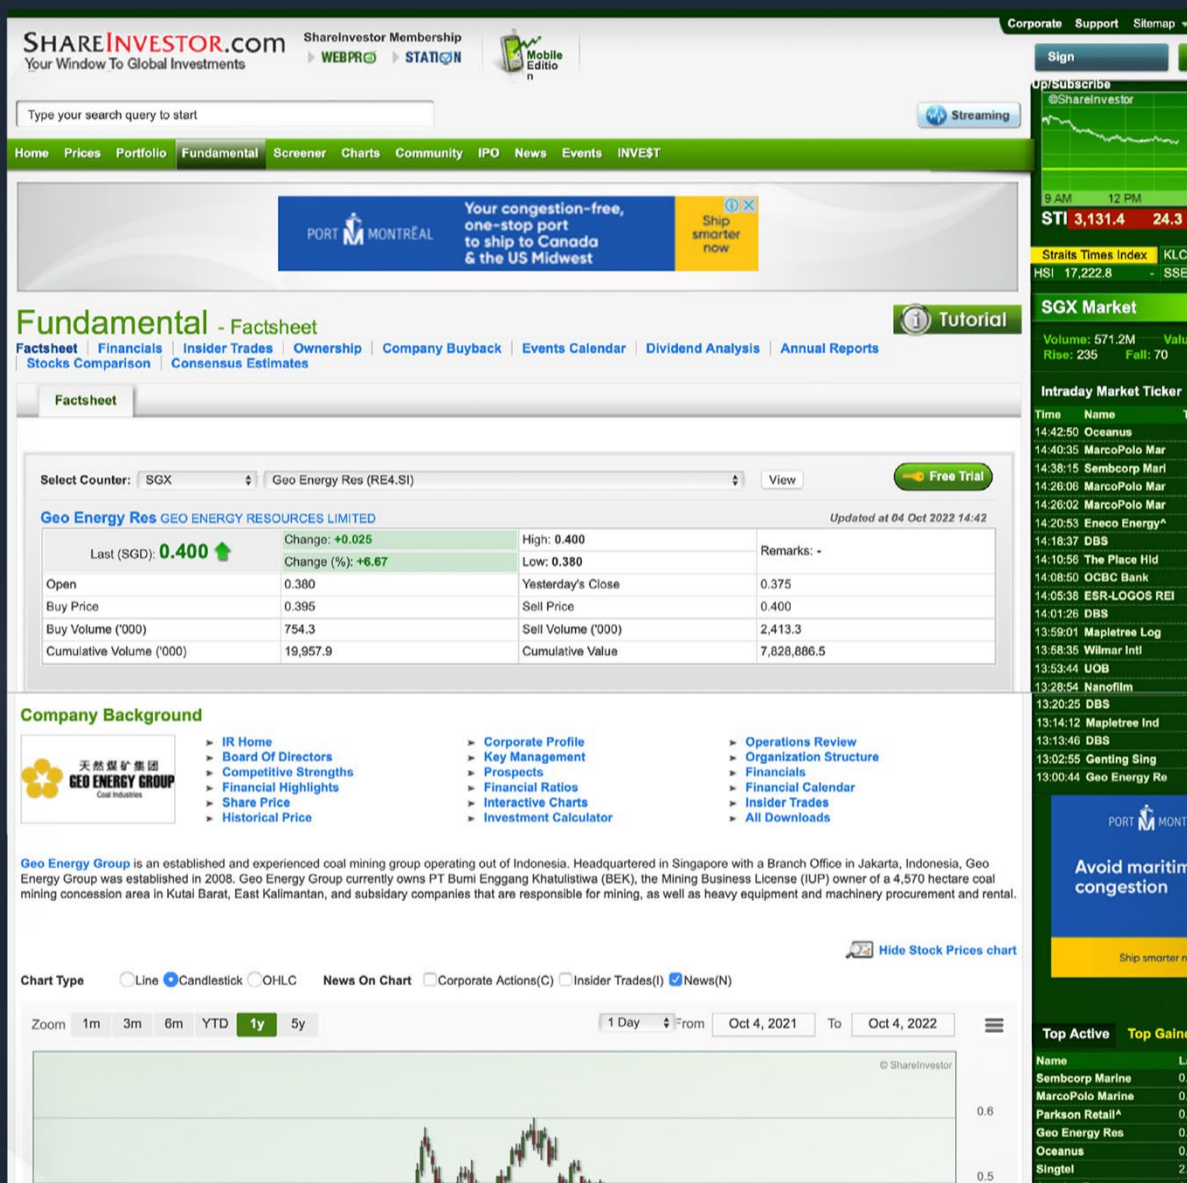 Corporate Support Sitemap
SHAREINVESTOR.com
Your Window To Global Investments
ShareInvestor Membership
WEBPRO STATION
Mobile
Editio
n
Sign
Up/Subscribe
Type your search query to start
Streaming
Home Prices Portfolio Fundamental Screener Charts Community IPO News Events INVE$T
©ShareInvestor
9 AM 12 PM
STI 3,131.4 24.3
Straits Times Index KLC
HSI 17,222.8 - SSE
PORT MONTRÉAL
Your congestion-free,
one-stop port
to ship to Canada
& the US Midwest
Ship
smarter
now
Fundamental - Factsheet
Tutorial
Factsheet Financials Insider Trades Ownership Company Buyback Events Calendar Dividend Analysis Annual Reports
Stocks Comparison Consensus Estimates
Factsheet
Select Counter: SGX Geo Energy Res (RE4.SI) View Free Trial
Geo Energy Res GEO ENERGY RESOURCES LIMITED Updated at 04 Oct 2022 14:42
Last (SGD): 0.400
Change: +0.025 High: 0.400
Remarks: -
Change (%): +6.67 Low: 0.380
Open 0.380 Yesterday's Close 0.375
Buy Price 0.395 Sell Price 0.400
Buy Volume ('000) 754.3 Sell Volume ('000) 2,413.3
Cumulative Volume ('000) 19,957.9 Cumulative Value 7,828,886.5
SGX Market
Volume: 571.2M Valu
Rise: 235 Fall: 70
Intraday Market Ticker
Time Name
14:42:50 Oceanus
14:40:35 MarcoPolo Mar
14:38:15 Sembcorp Mari
14:26:06 MarcoPolo Mar
14:26:02 MarcoPolo Mar
14:20:53 Eneco Energy^
14:18:37 DBS
14:10:56 The Place Hld
14:08:50 OCBC Bank
14:05:38 ESR-LOGOS REI
14:01:26 DBS
13:59:01 Mapletree Log
13:58:35 Wilmar Intl
13:53:44 UOB
13:28:54 Nanofilm
13:20:25 DBS
13:14:12 Mapletree Ind
13:13:46 DBS
13:02:55 Genting Sing
13:00:44 Geo Energy Re
Company Background
天然煤矿集团
GEO ENERGY GROUP
Coal Industries
IR Home Corporate Profile Operations Review
Board Of Directors Key Management Organization Structure
Competitive Strengths Prospects Financials
Financial Highlights Financial Ratios Financial Calendar
Share Price Interactive Charts Insider Trades
Historical Price Investment Calculator All Downloads
Geo Energy Group is an established and experienced coal mining group operating out of Indonesia. Headquartered in Singapore with a Branch Office in Jakarta, Indonesia, Geo
Energy Group was established in 2008. Geo Energy Group currently owns PT Bumi Enggang Khatulistiwa (BEK), the Mining Business License (IUP) owner of a 4,570 hectare coal
mining concession area in Kutai Barat, East Kalimantan, and subsidary companies that are responsible for mining, as well as heavy equipment and machinery procurement and rental.
PORT MONT
Avoid maritim
congestion
Ship smarter n
Hide Stock Prices chart
Chart Type Line Candlestick OHLC News On Chart Corporate Actions(C) Insider Trades(I) News(N)
Zoom 1m 3m 6m YTD 1y 5y 1 Day From Oct 4, 2021 To Oct 4, 2022
© ShareInvestor
0.6
0.5
Top Active Top Gaine
Name La
Sembcorp Marine 0.
MarcoPolo Marine 0.
Parkson Retail^ 0.
Geo Energy Res 0.
Oceanus 0.
Singtel 2.